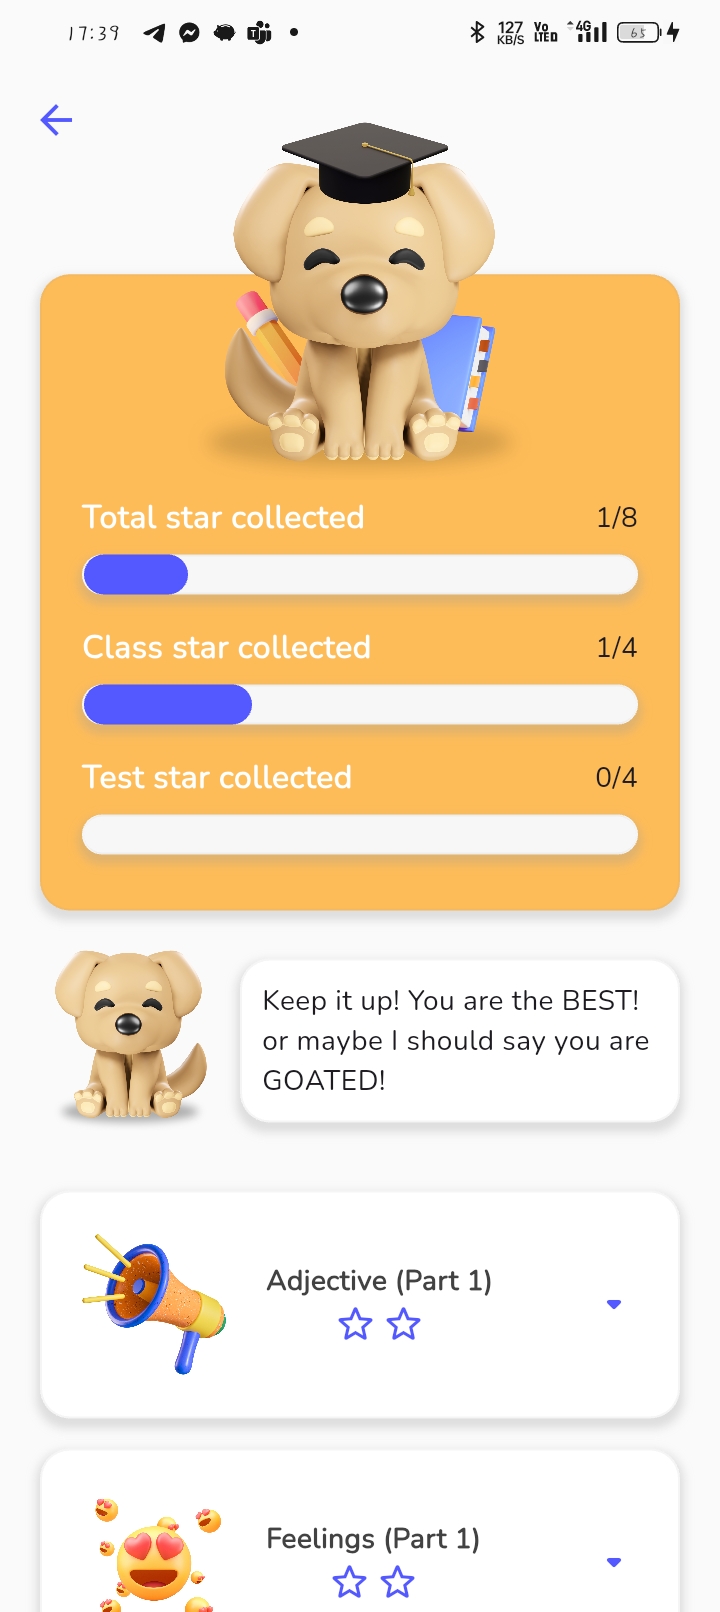 17:39
127
KB/S
Vo
LTE D
4G
65
Total star collected 1/8
Class star collected 1/4
Test star collected 0/4
Keep it up! You are the BEST!
or maybe I should say you are
GOATED!
Adjective (Part 1)
Feelings (Part 1)